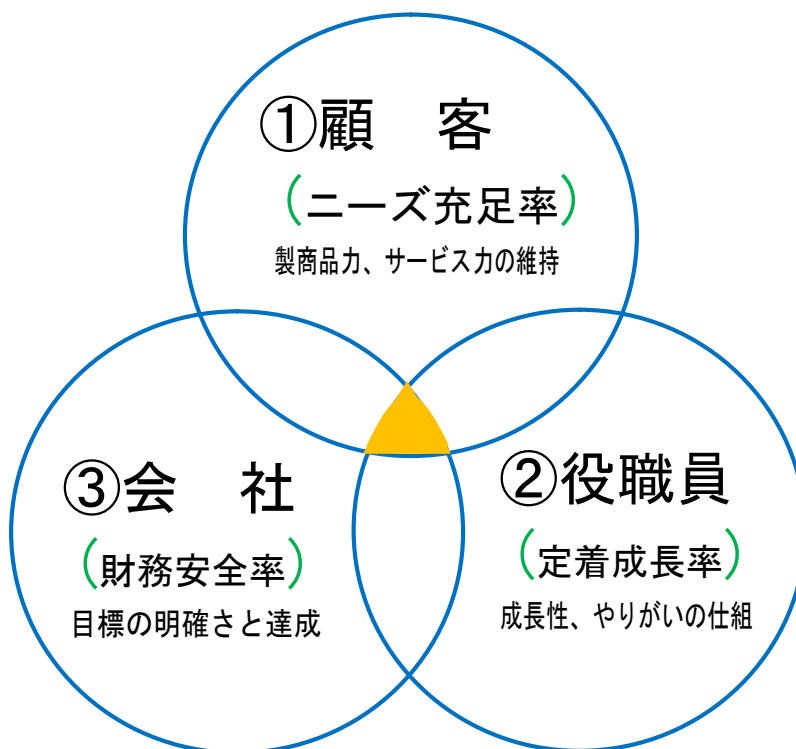 ①顧　客
(ニーズ充足率)
製商品力、サービス力の維持
③会　社
(財務安全率)
目標の明確さと達成
②役職員
(定着成長率)
成長性、やりがいの仕組